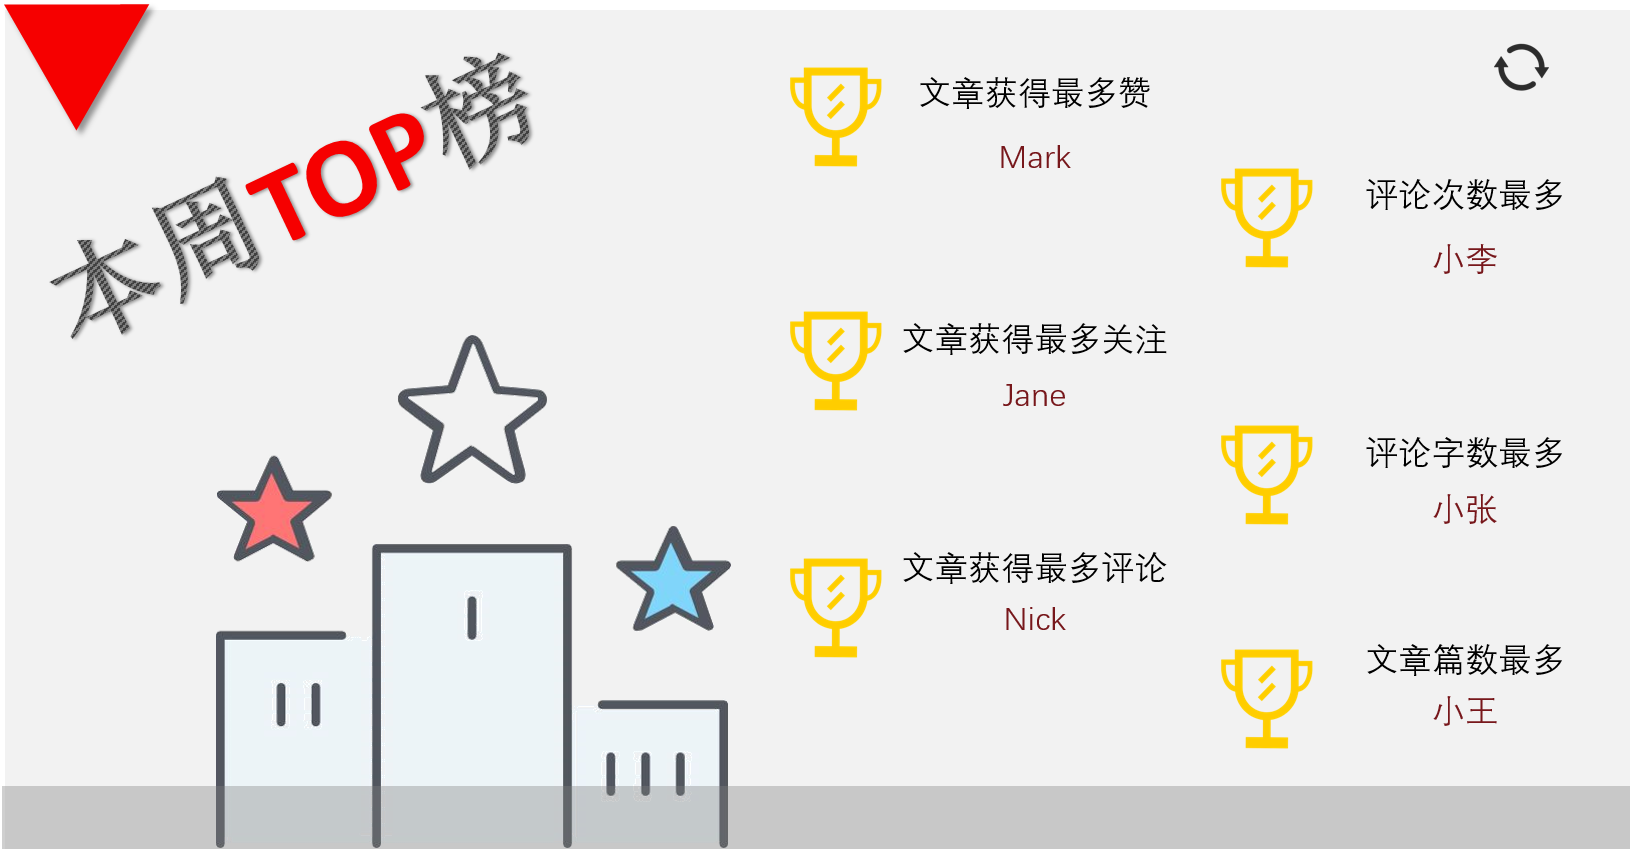 本周TOP榜
文章获得最多赞
Mark
评论次数最多
小李
文章获得最多关注
Jane
评论字数最多
小张
文章获得最多评论
Nick
文章篇数最多
小王